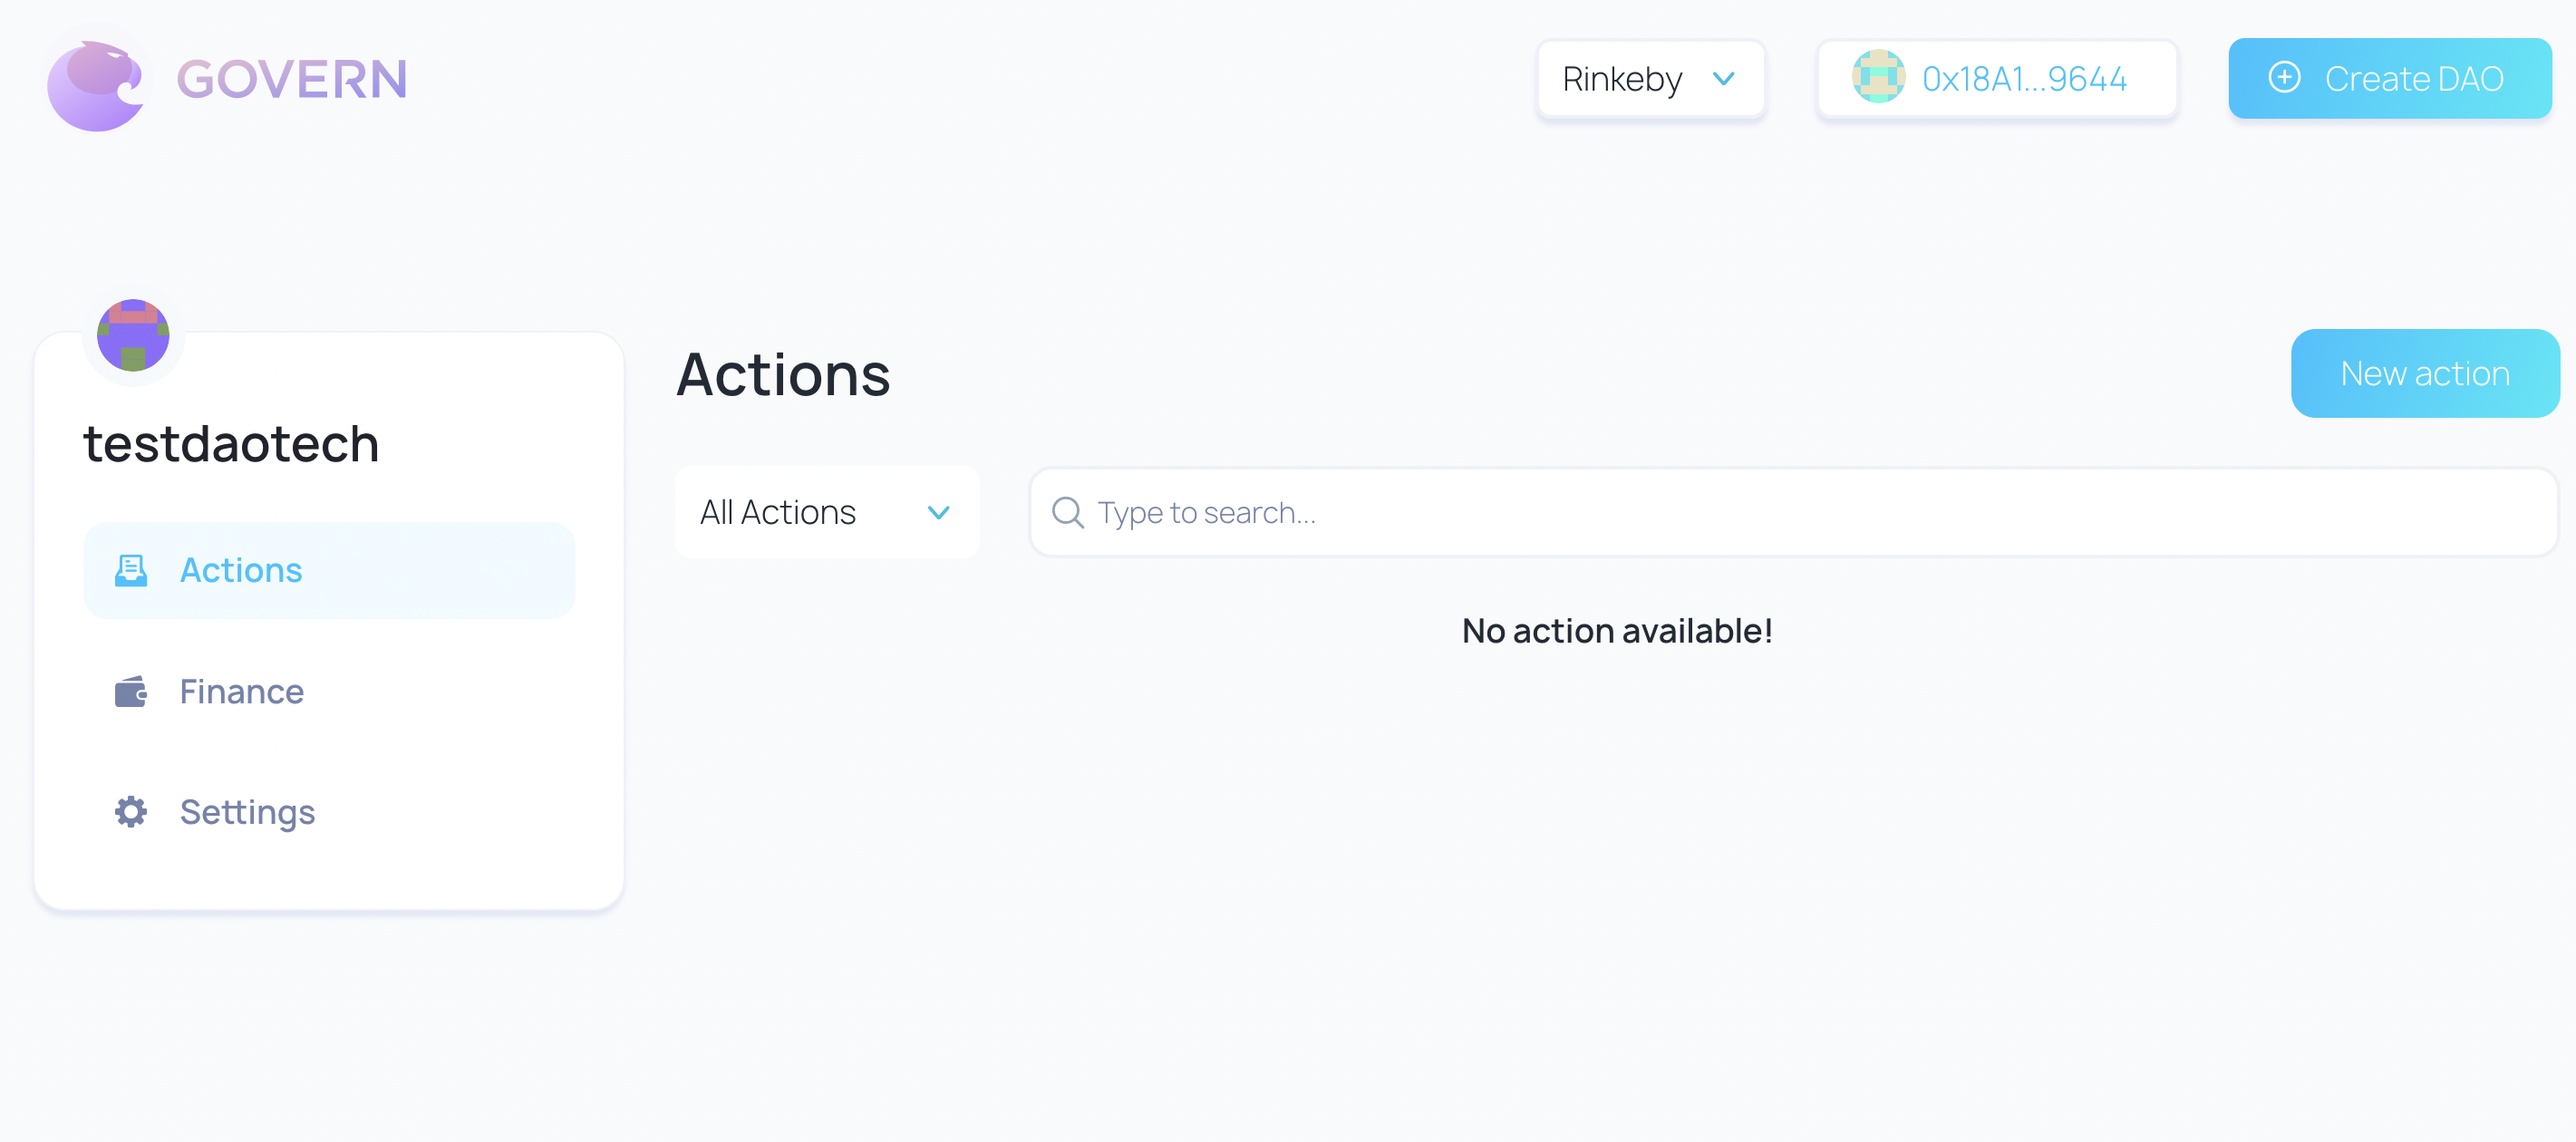 GOVERN
Rinkeby
0x18A1...9644
Create DAO
testdaotech
Actions
Finance
Settings
Actions
New action
All Actions
Type to search...
No action available!